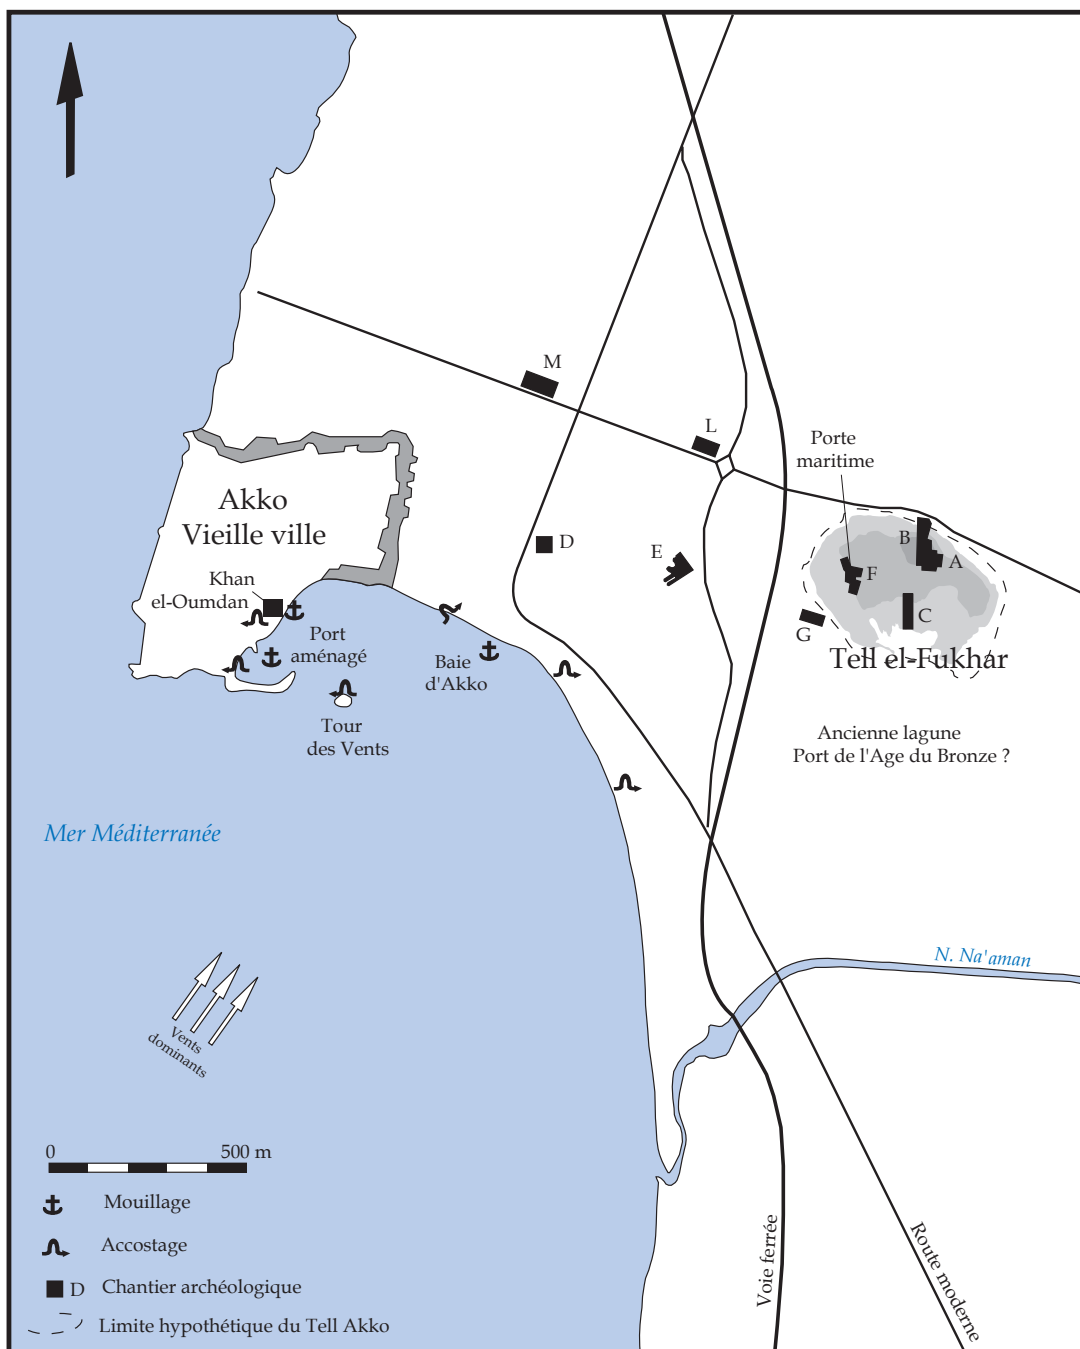 M
L
Porte
maritime
Akko
Vieille ville
B
A
D
E
F
Khan
el-Oumdan
C
G
Port
aménagé
Baie
d'Akko
Tell el-Fukhar
Tour
des Vents
Ancienne lagune
Port de l'Age du Bronze ?
Mer Méditerranée
N. Na'aman
Vents
dominants
0 500 m
Mouillage
Accostage
D Chantier archéologique
Limite hypothétique du Tell Akko
Voie ferrée
Route moderne